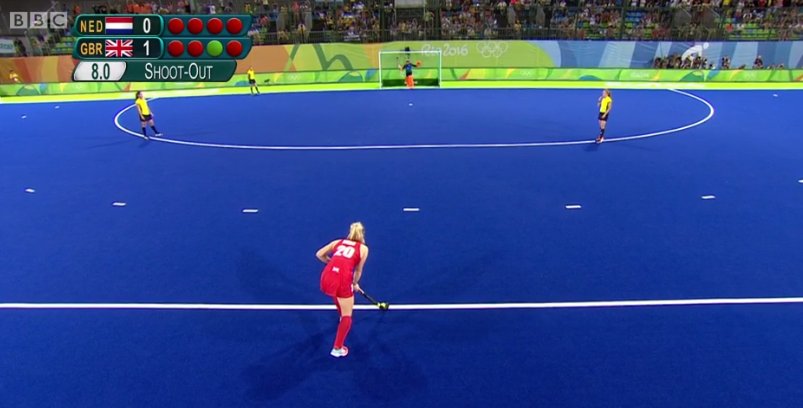 BBC
NED 0
GBR 1
8.0 SHOOT-OUT
Rio2016
20